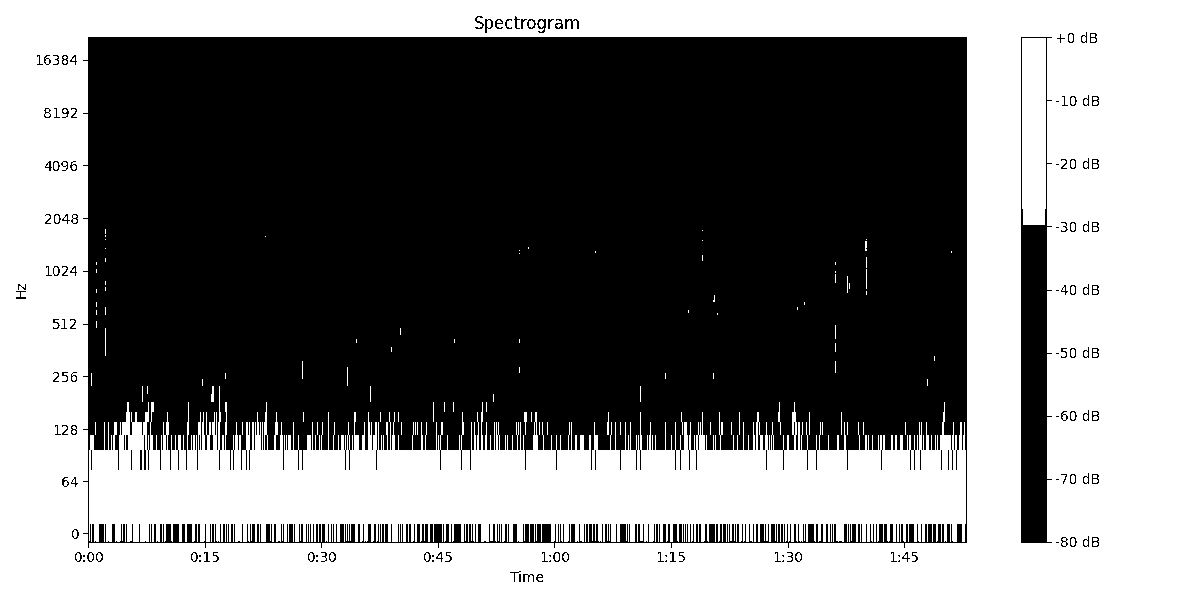 Spectrogram
16384
8192
4096
2048
1024
512
256
128
64
0
Hz
0:00 0:15 0:30 0:45 1:00 1:15 1:30 1:45
Time
+0 dB
-10 dB
-20 dB
-30 dB
-40 dB
-50 dB
-60 dB
-70 dB
-80 dB